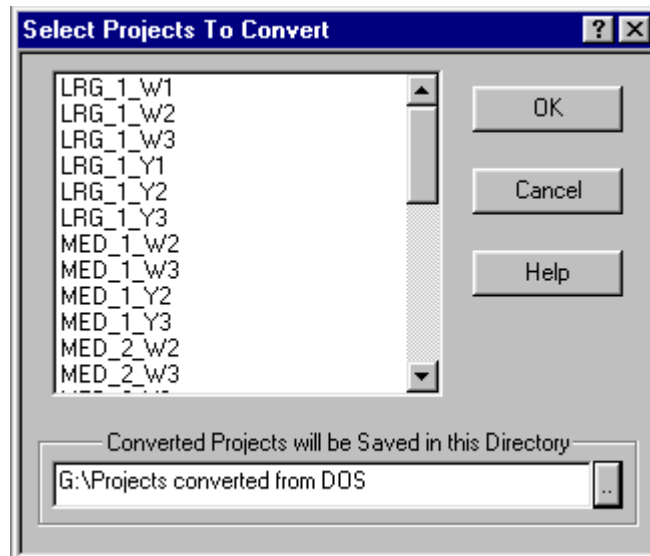 Select Projects To Convert
LRG_1_W1
LRG_1_W2
LRG_1_W3
LRG_1_Y1
LRG_1_Y2
LRG_1_Y3
MED_1_W2
MED_1_W3
MED_1_Y2
MED_1_Y3
MED_2_W2
MED_2_W3
OK
Cancel
Help
Converted Projects will be Saved in this Directory
G:\Projects converted from DOS
..